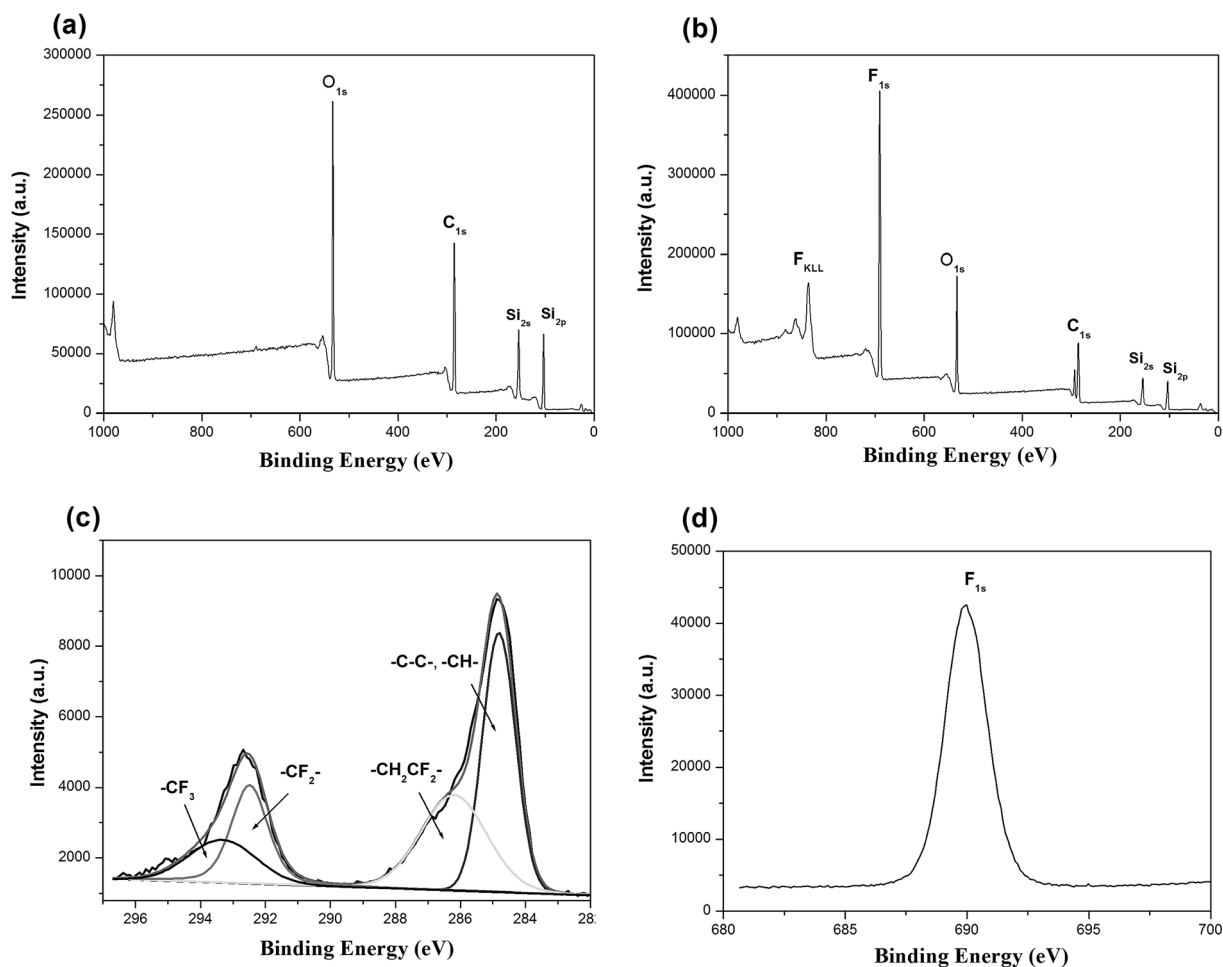 (a)
300000
250000
200000
150000
100000
50000
0
Intensity (a.u.)
O1s
C1s
Si2s
Si2p
1000 800 600 400 200 0
Binding Energy (eV)
(b)
400000
300000
200000
100000
0
Intensity (a.u.)
F1s
FKLL
O1s
C1s
Si2s
Si2p
1000 800 600 400 200 0
Binding Energy (eV)
(c)
10000
8000
6000
4000
2000
Intensity (a.u.)
-C-C-, -CH-
-CH2CF2-
-CF3
-CF2-
296 294 292 290 288 286 284
Binding Energy (eV)
(d)
50000
40000
30000
20000
10000
0
Intensity (a.u.)
F1s
680 685 690 695 700
Binding Energy (eV)